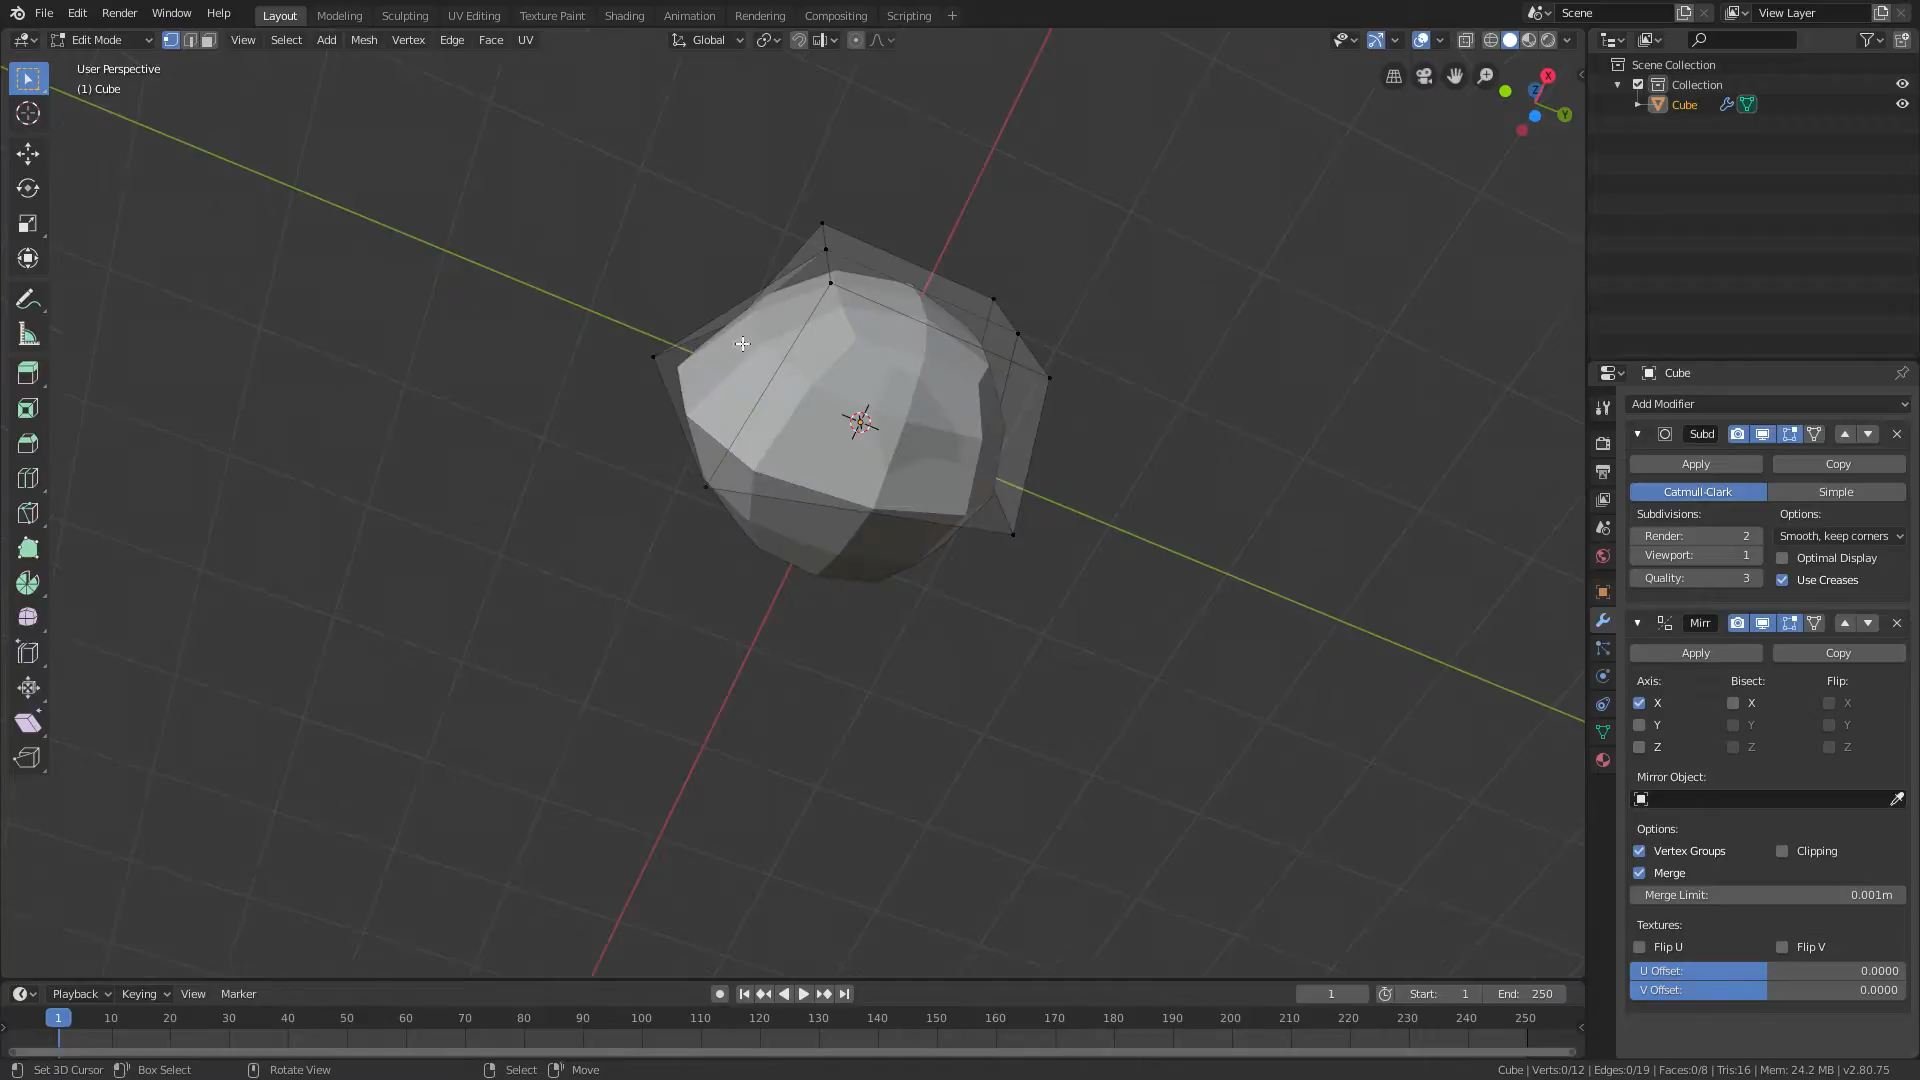 File Edit Render Window Help
Layout Modeling Sculpting UV Editing Texture Paint Shading Animation Rendering Compositing Scripting +
Scene View Layer
Edit Mode View Select Add Mesh Vertex Edge Face UV Global
User Perspective
(1) Cube
X
Z
Y
Scene Collection
Collection
Cube
Cube
Add Modifier
Subd
Apply Copy
Catmull-Clark Simple
Subdivisions: Options:
Render: 2 Smooth, keep corners
Viewport: 1 Optimal Display
Quality: 3 Use Creases
Mirr
Apply Copy
Axis: Bisect: Flip:
X X X
Y Y Y
Z Z Z
Mirror Object:
Options:
Vertex Groups Clipping
Merge
Merge Limit: 0.001m
Textures:
Flip U Flip V
U Offset: 0.0000
V Offset: 0.0000
Playback Keying View Marker 1 Start: 1 End: 250
1 10 20 30 40 50 60 70 80 90 100 110 120 130 140 150 160 170 180 190 200 210 220 230 240 250
Set 3D Cursor Box Select Rotate View Select Move Cube | Verts:0/12 | Edges:0/19 | Faces:0/8 | Tris:16 | Mem: 24.2 MB | v2.80.75